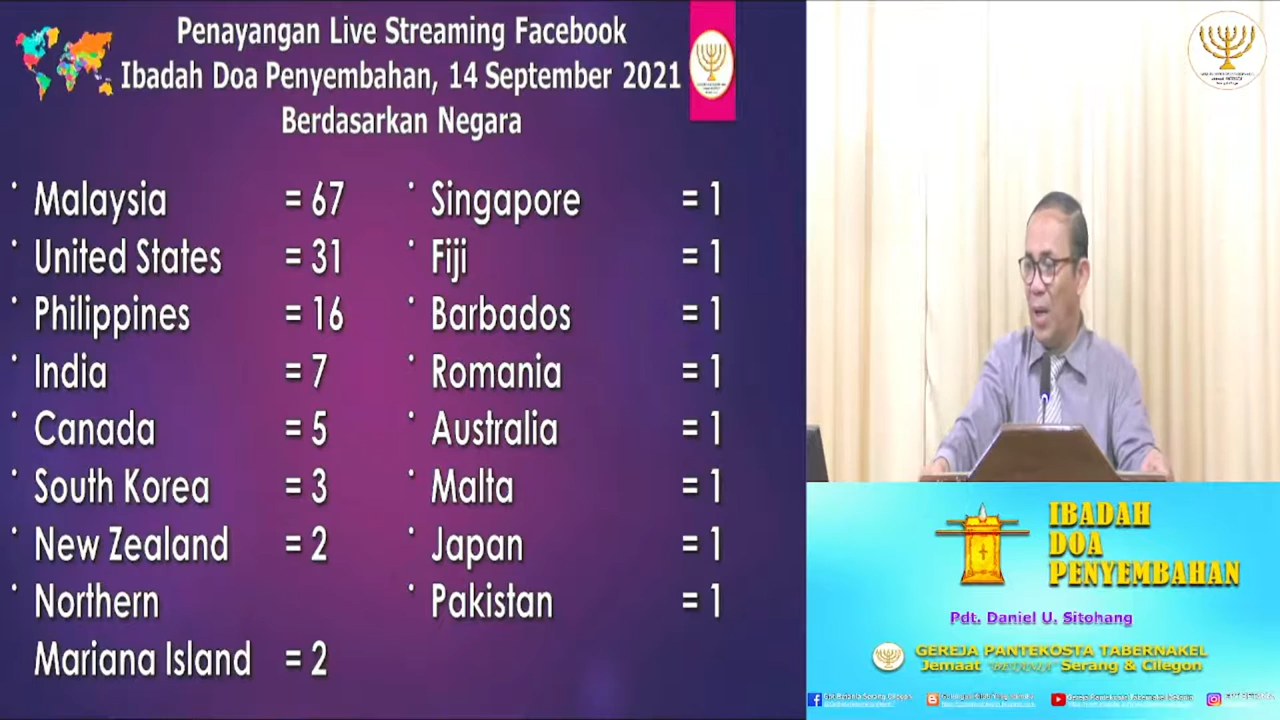 Penayangan Live Streaming Facebook
Ibadah Doa Penyembahan, 14 September 2021
Berdasarkan Negara
Malaysia = 67
United States = 31
Philippines = 16
India = 7
Canada = 5
South Korea = 3
New Zealand = 2
Northern
Mariana Island = 2
Singapore = 1
Fiji = 1
Barbados = 1
Romania = 1
Australia = 1
Malta = 1
Japan = 1
Pakistan = 1
IBADAH
DOA
PENYEMBAHAN
Pdt. Daniel U. Sitohang
GEREJA PANTEKOSTA TABERNAKEL
Jemaat "BETANIA" Serang & Cilegon